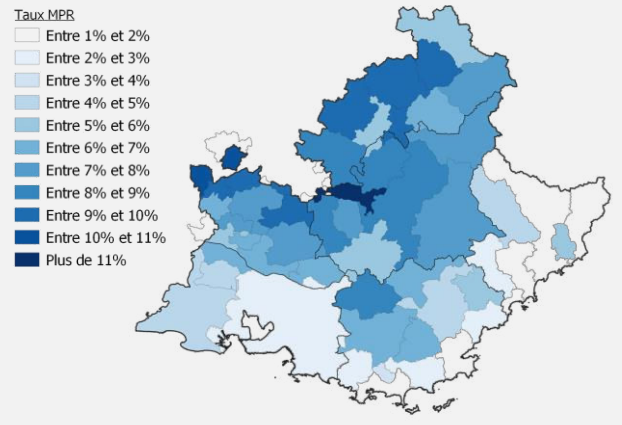 Taux MPR
Entre 1% et 2%
Entre 2% et 3%
Entre 3% et 4%
Entre 4% et 5%
Entre 5% et 6%
Entre 6% et 7%
Entre 7% et 8%
Entre 8% et 9%
Entre 9% et 10%
Entre 10% et 11%
Plus de 11%